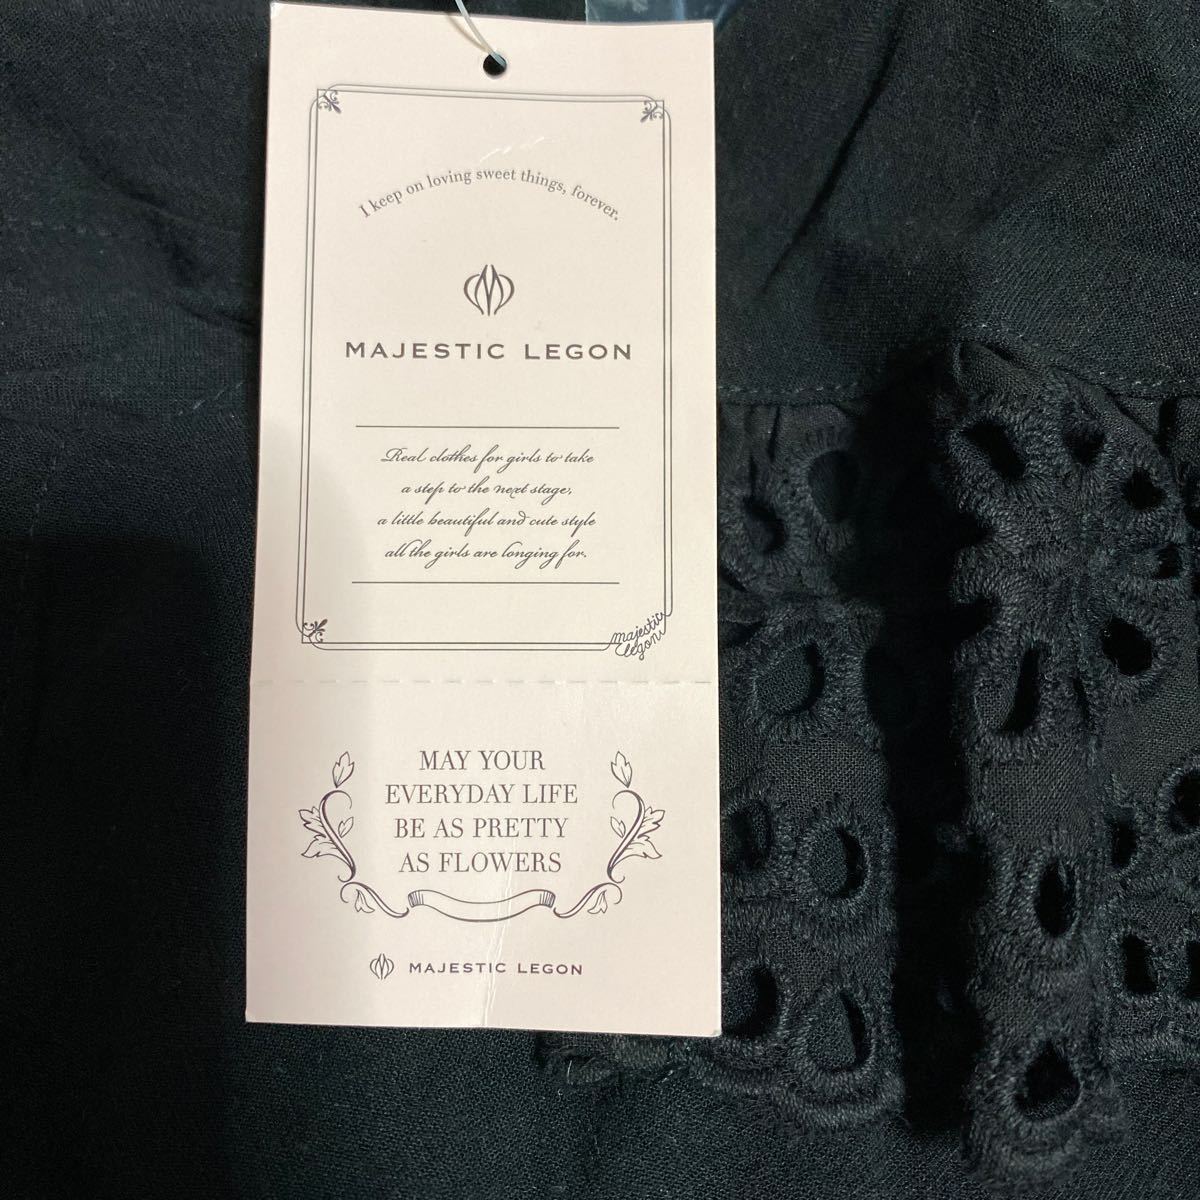 I keep on loving sweet things, forever.
MAJESTIC LEGON
Real clothes for girls to take
a step to the next stage,
a little beautiful and cute style
all the girls are longing for.
majestic
legon
MAY YOUR
EVERYDAY LIFE
BE AS PRETTY
AS FLOWERS
MAJESTIC LEGON